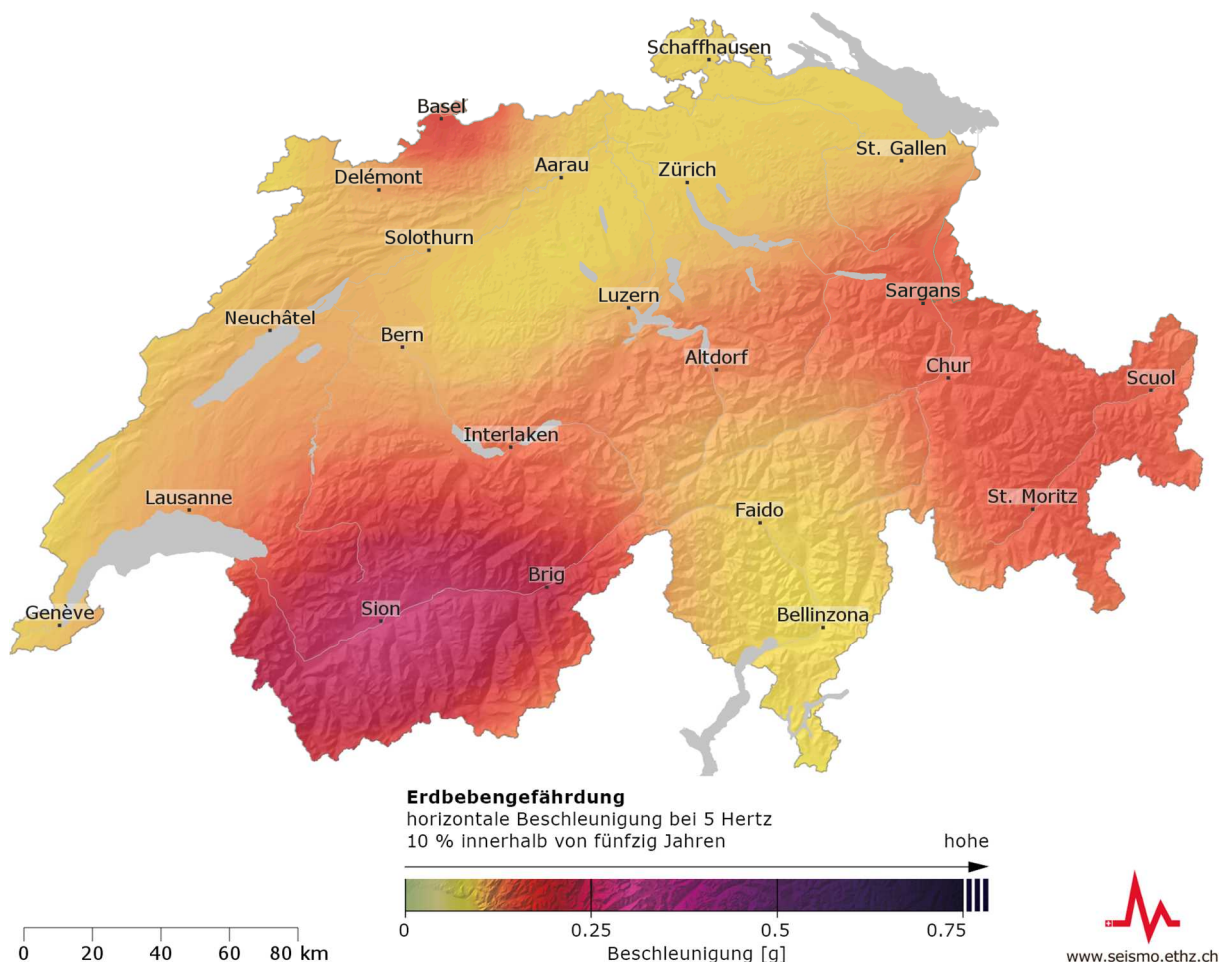 Schaffhausen
Basel
St. Gallen
Aarau
Zürich
Delémont
Solothurn
Sargans
Luzern
Neuchâtel
Bern
Altdorf
Chur
Scuol
Interlaken
Lausanne
St. Moritz
Faido
Brig
Sion
Genève
Bellinzona
Erdbebengefährdung
horizontale Beschleunigung bei 5 Hertz
10 % innerhalb von fünfzig Jahren
hohe
0 0.25 0.5 0.75
Beschleunigung [g]
0 20 40 60 80 km
www.seismo.ethz.ch